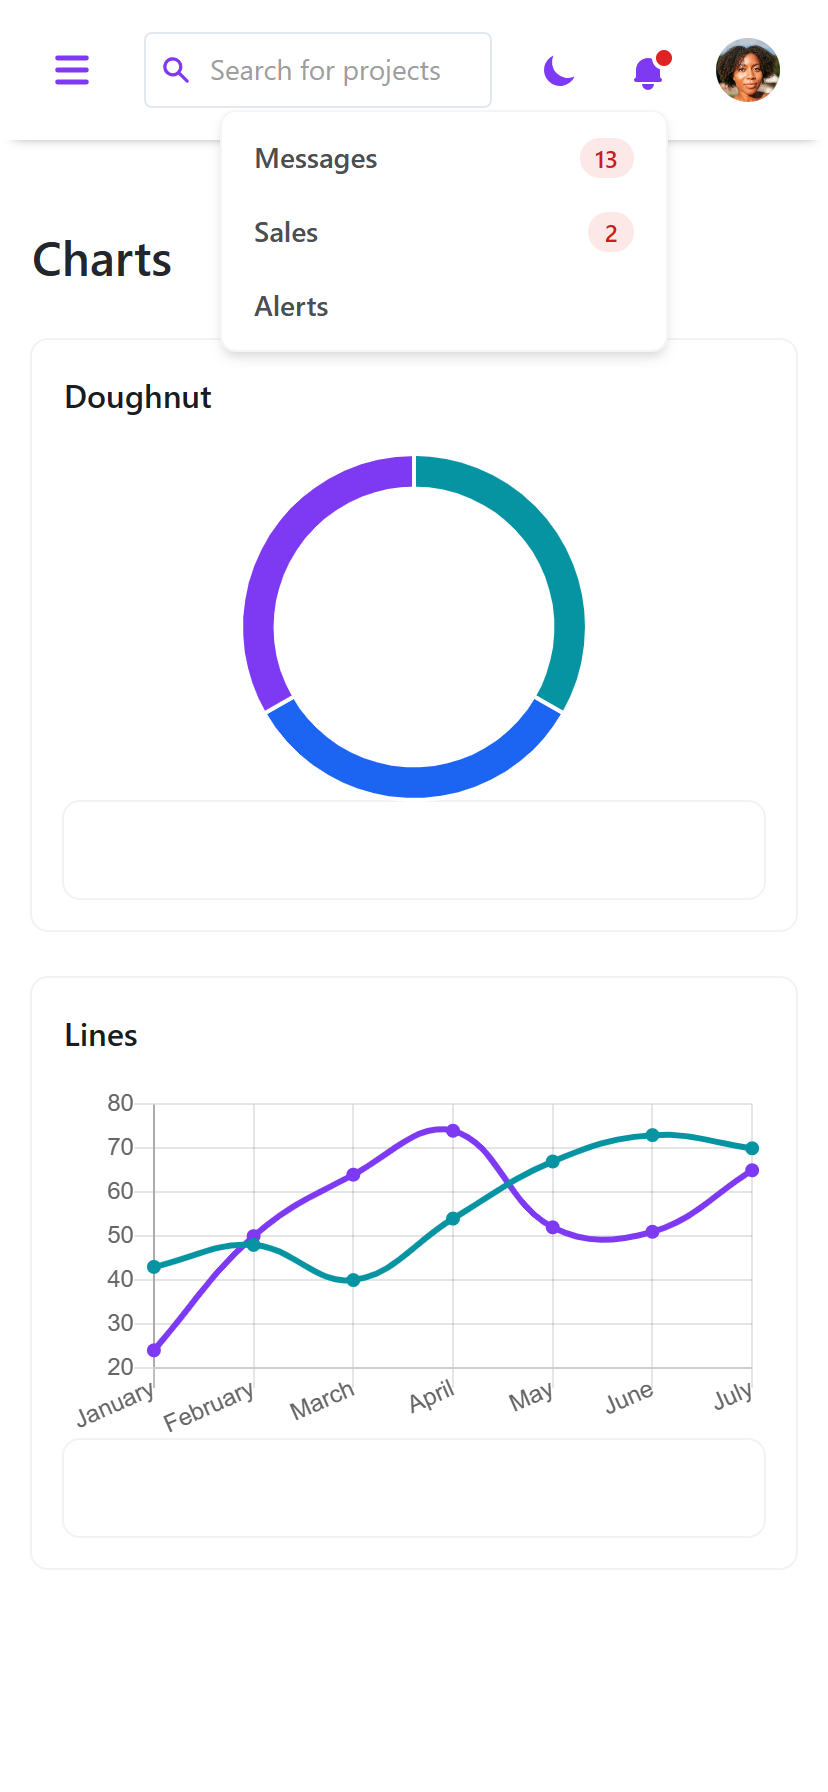 Search for projects
Messages 13
Sales 2
Alerts
Charts
Doughnut
Lines
80
70
60
50
40
30
20
January February March April May June July